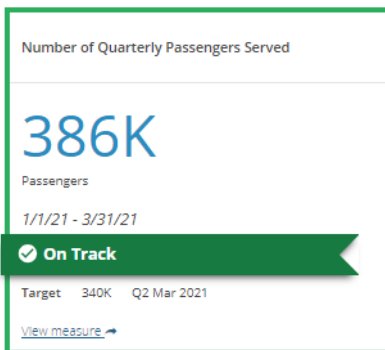 Number of Quarterly Passengers Served
386K
Passengers
1/1/21 - 3/31/21
On Track
Target 340K Q2 Mar 2021
View measure